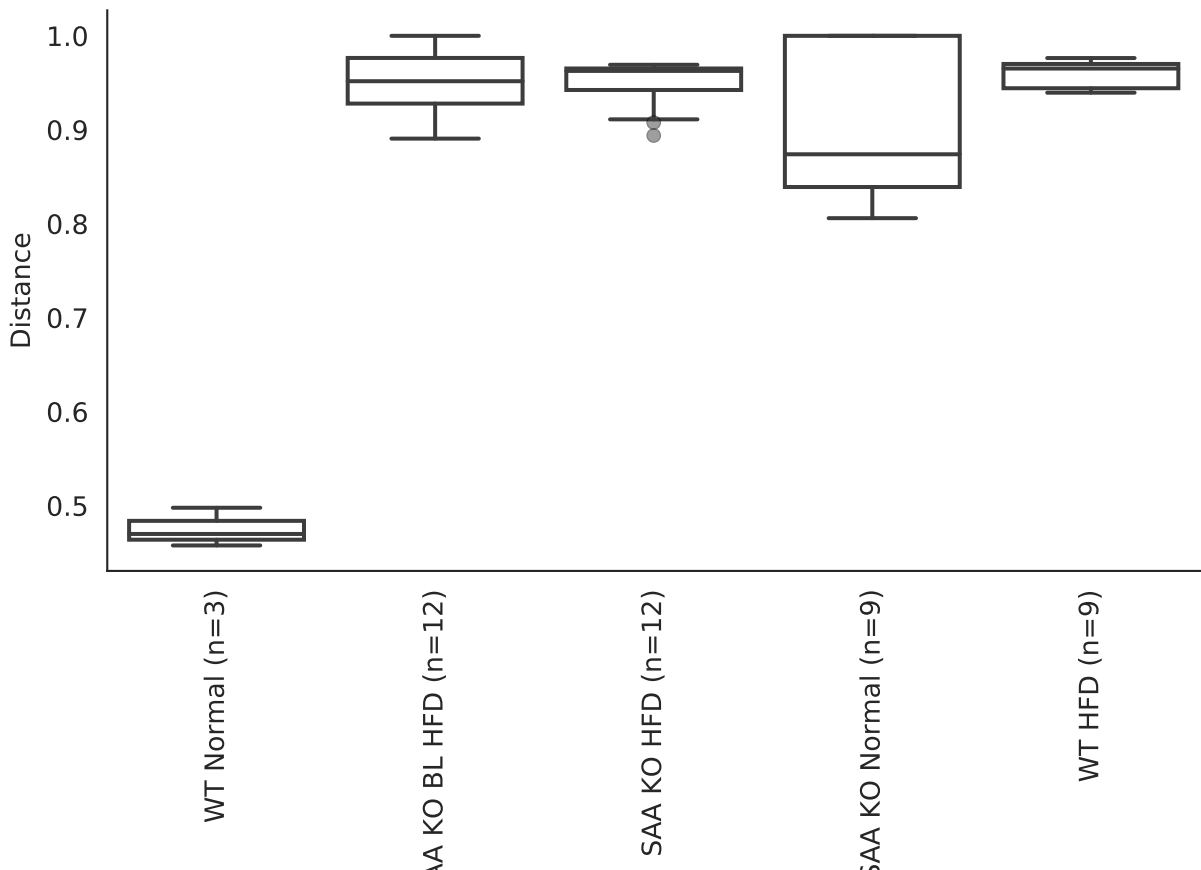 1.0
0.9
0.8
0.7
0.6
0.5
Distance
WT Normal (n=3)
AA KO BL HFD (n=12)
SAA KO HFD (n=12)
SAA KO Normal (n=9)
WT HFD (n=9)